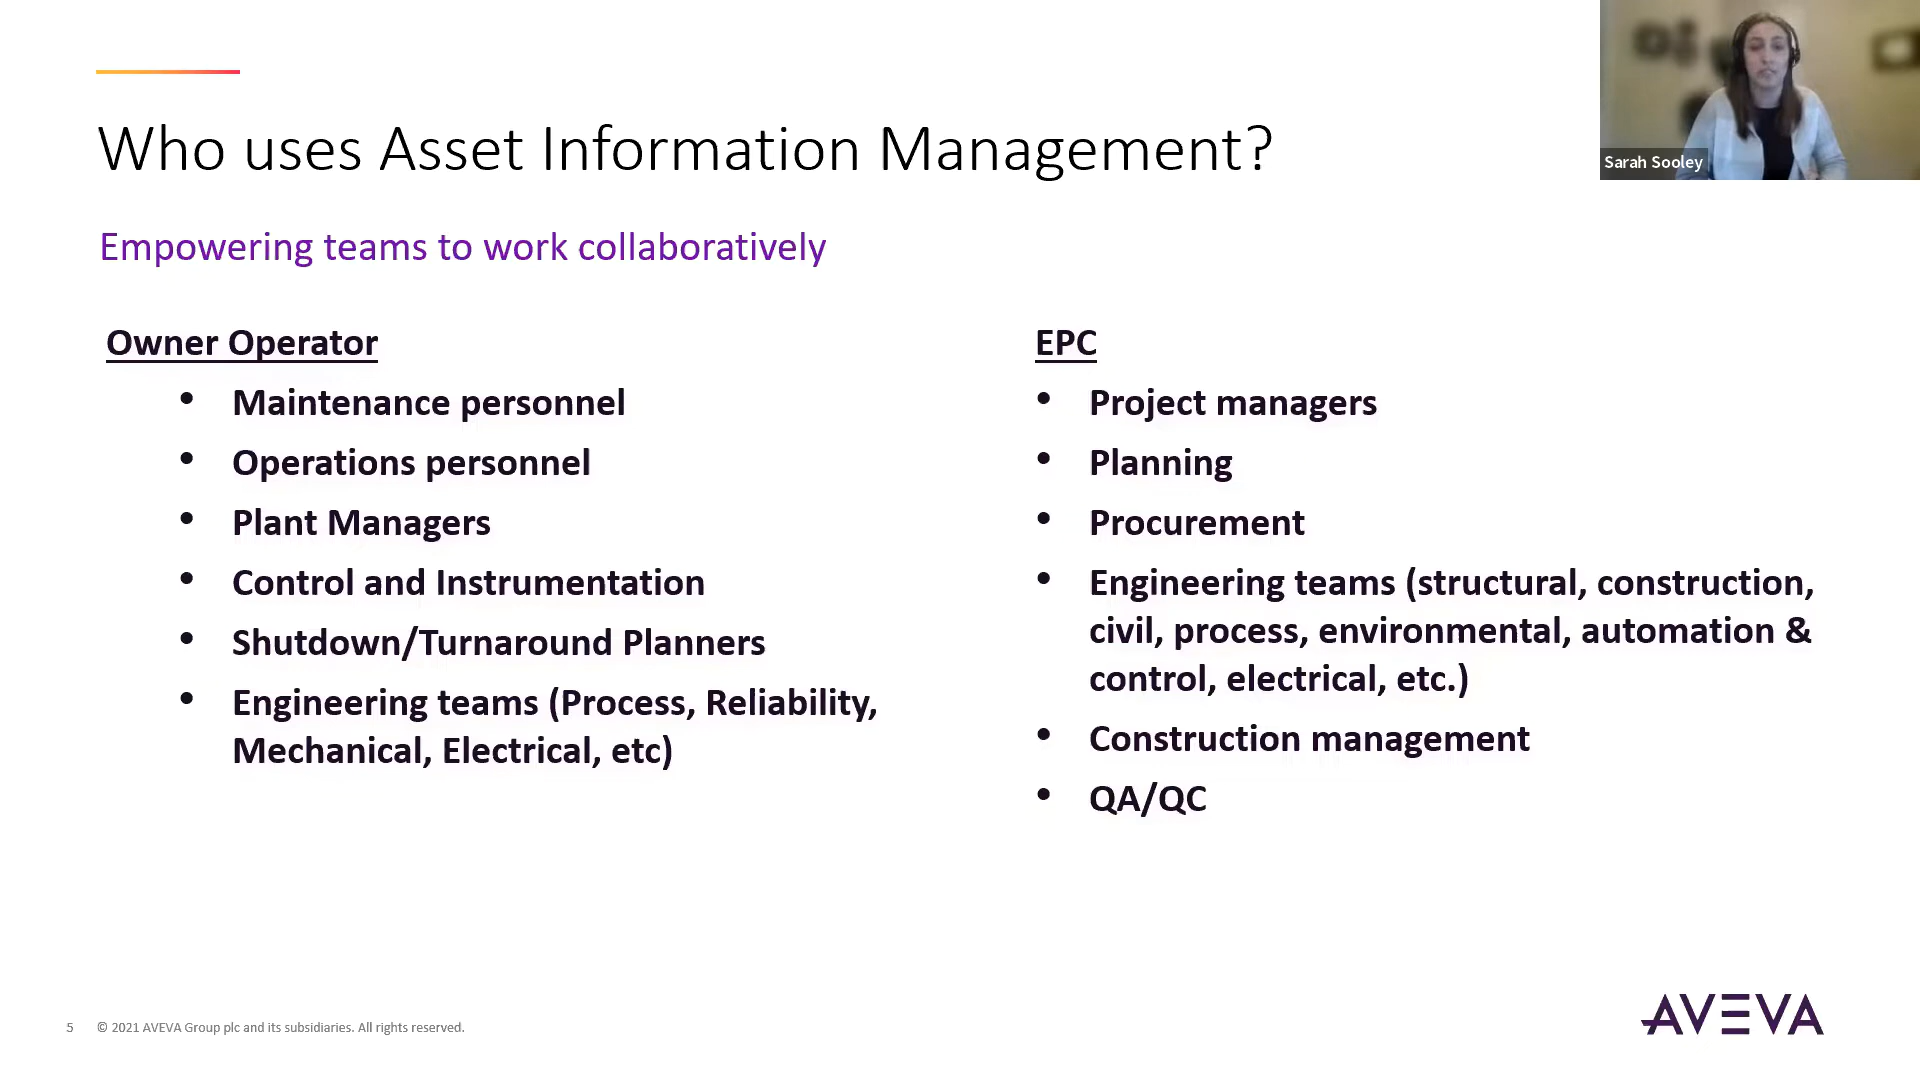 Who uses Asset Information Management?
Sarah Sooley
Empowering teams to work collaboratively
Owner Operator
• Maintenance personnel
• Operations personnel
• Plant Managers
• Control and Instrumentation
• Shutdown/Turnaround Planners
• Engineering teams (Process, Reliability,
Mechanical, Electrical, etc)
EPC
• Project managers
• Planning
• Procurement
• Engineering teams (structural, construction,
civil, process, environmental, automation &
control, electrical, etc.)
• Construction management
• QA/QC
5 © 2021 AVEVA Group plc and its subsidiaries. All rights reserved.
AVEVA